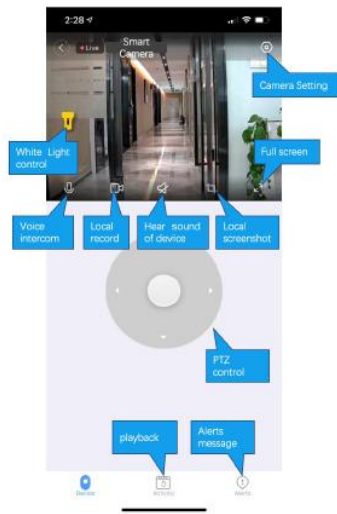 2:28
Live
Smart
Camera
Camera Setting
White Light
control
Full screen
Voice
intercom
Local
record
Hear sound
of device
Local
screenshot
PTZ
control
playback
Alerts
message
Device
Activity
Alerts